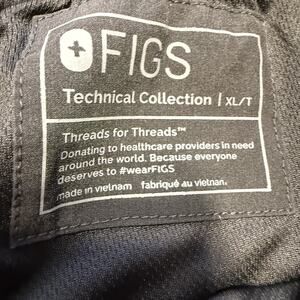 FIGS
Technical Collection | XL/T
Threads for Threads™
Donating to healthcare providers in need
around the world. Because everyone
deserves to #wearFIGS
made in vietnam fabriqué au vietnam.